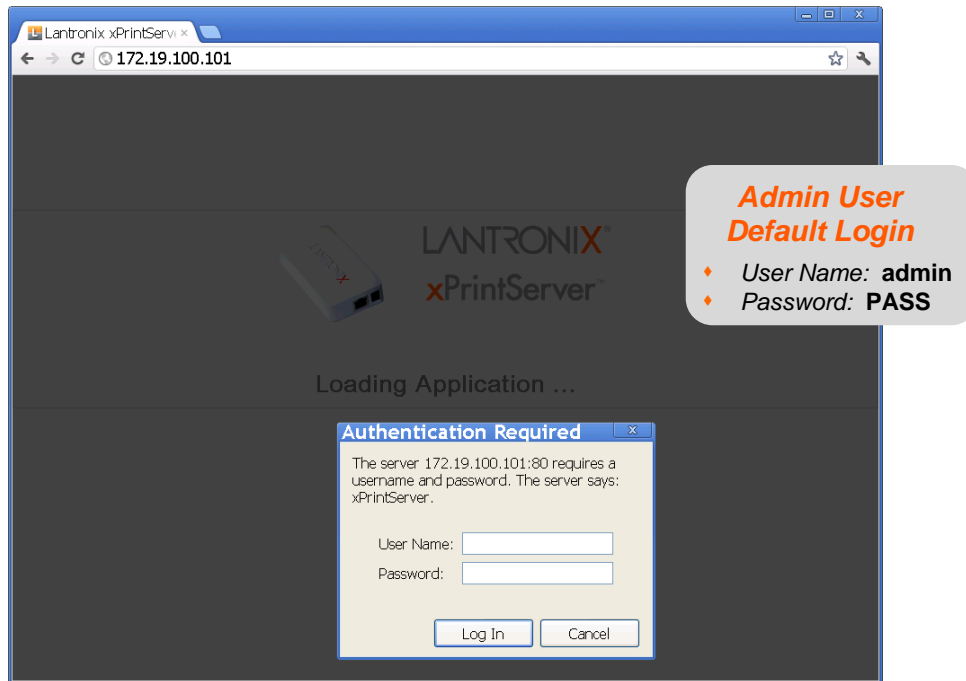 Lantronix xPrintServ
172.19.100.101
LANTRONIX®
xPrintServer™
Loading Application ...
Admin User
Default Login
User Name: admin
Password: PASS
Authentication Required
The server 172.19.100.101:80 requires a
username and password. The server says:
xPrintServer.
User Name:
Password:
Log In
Cancel